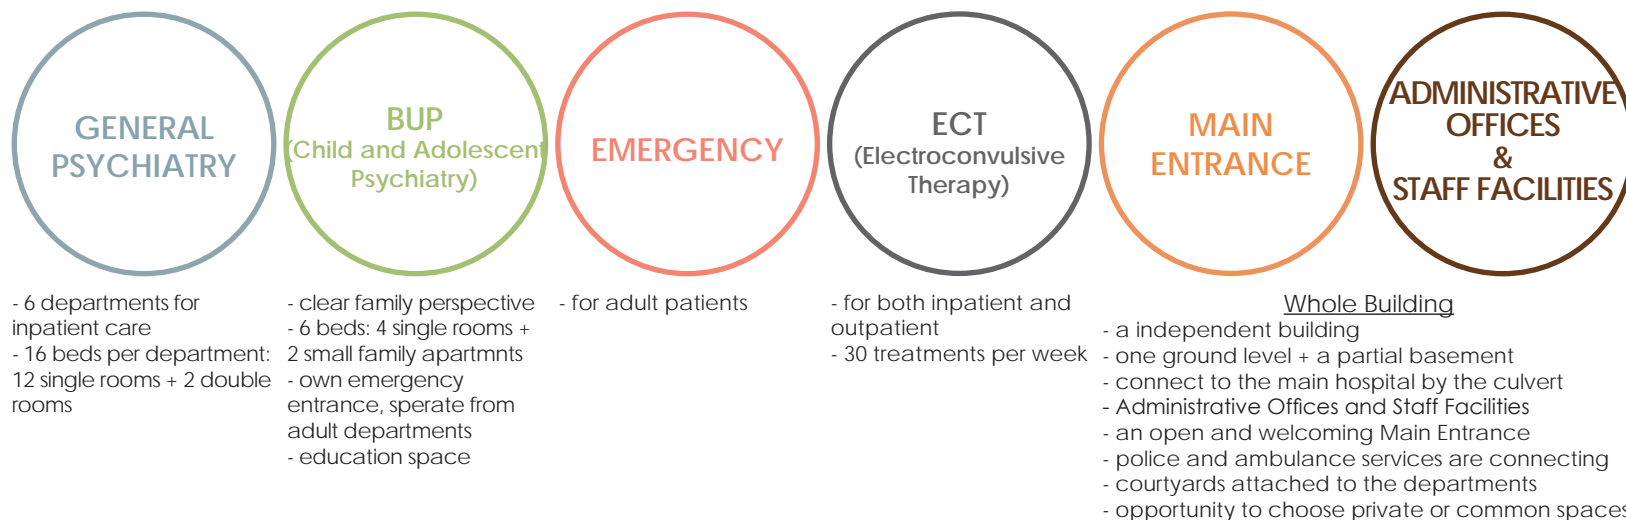 GENERAL
PSYCHIATRY
BUP
(Child and Adolescent
Psychiatry)
EMERGENCY
ECT
(Electroconvulsive
Therapy)
MAIN
ENTRANCE
ADMINISTRATIVE
OFFICES
&
STAFF FACILITIES
- 6 departments for
inpatient care
- 16 beds per department:
12 single rooms + 2 double
rooms
- clear family perspective
- 6 beds: 4 single rooms +
2 small family apartmnts
- own emergency
entrance, sperate from
adult departments
- education space
- for adult patients
- for both inpatient and
outpatient
- 30 treatments per week
Whole Building
- a independent building
- one ground level + a partial basement
- connect to the main hospital by the culvert
- Administrative Offices and Staff Facilities
- an open and welcoming Main Entrance
- police and ambulance services are connecting
- courtyards attached to the departments
- opportunity to choose private or common spaces